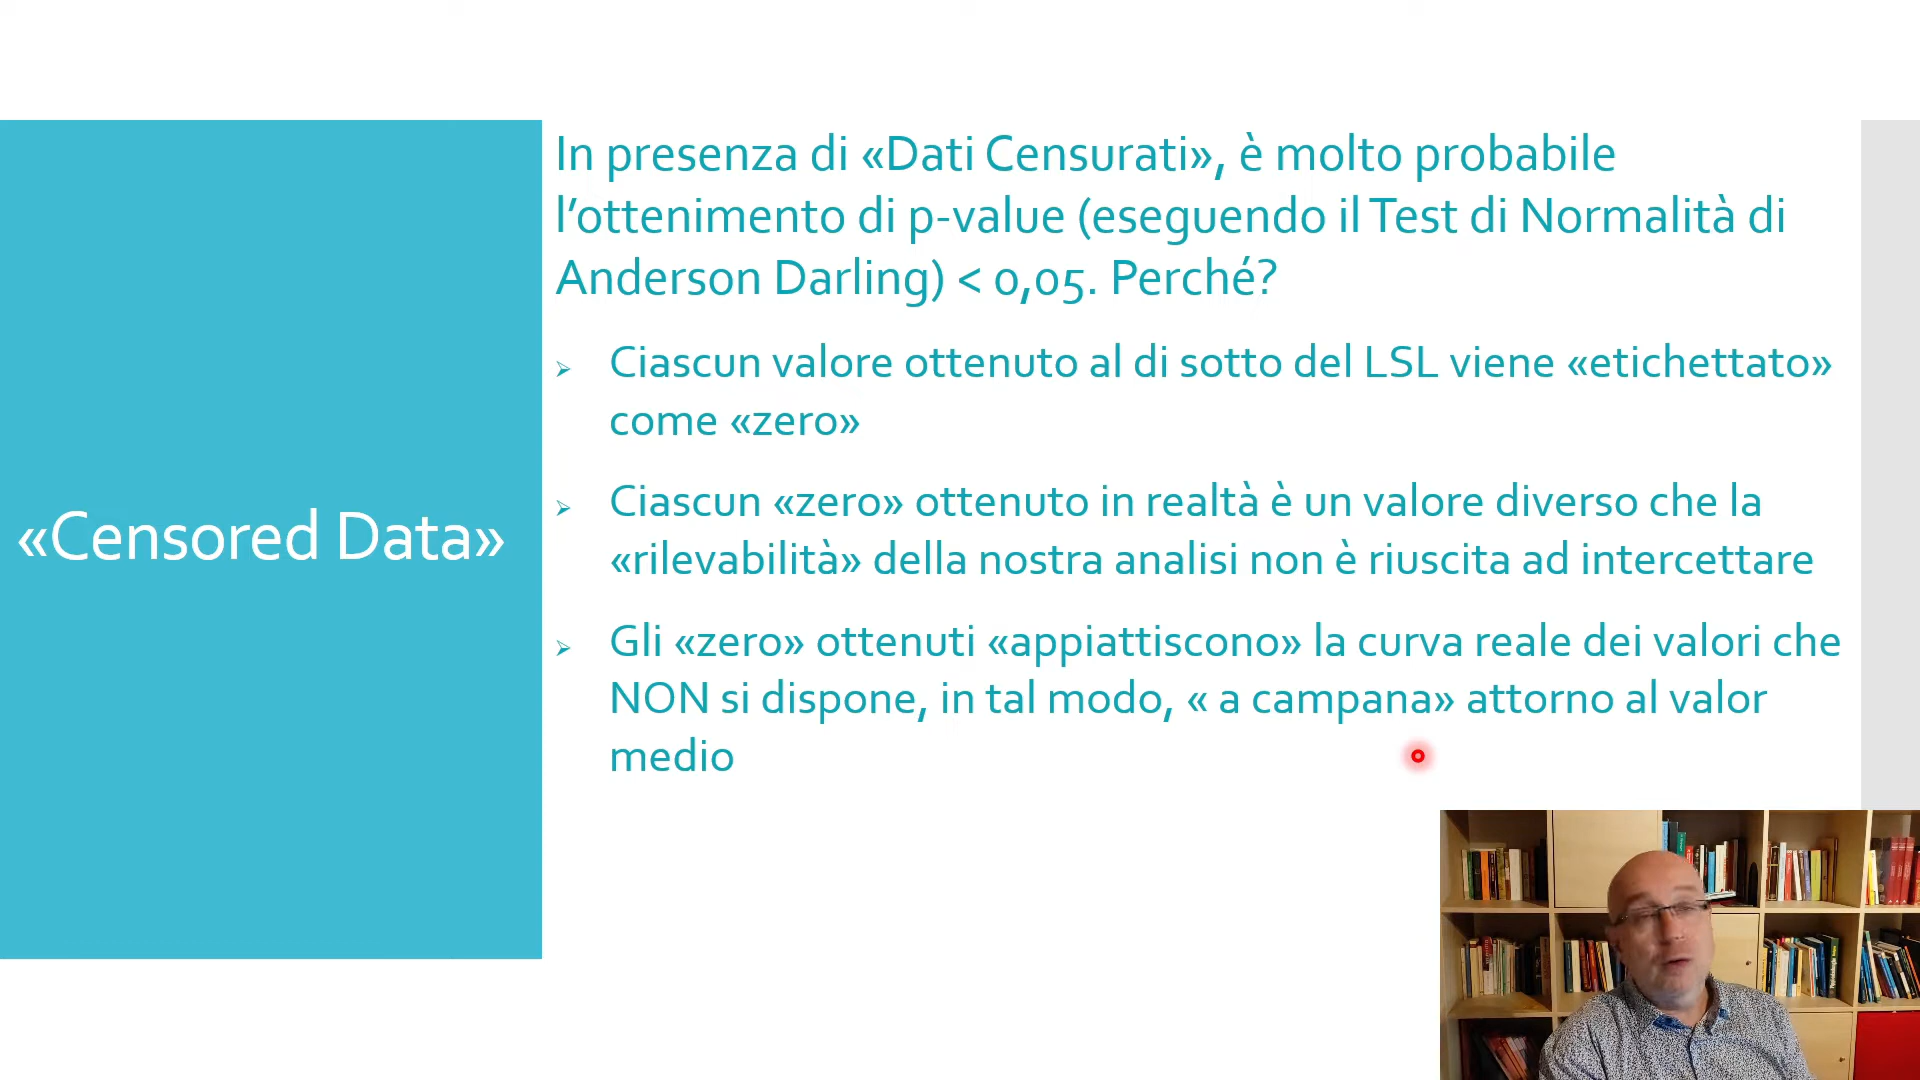 «Censored Data»
In presenza di «Dati Censurati», è molto probabile
l’ottenimento di p-value (eseguendo il Test di Normalità di
Anderson Darling) < 0,05. Perché?
Ciascun valore ottenuto al di sotto del LSL viene «etichettato»
come «zero»
Ciascun «zero» ottenuto in realtà è un valore diverso che la
«rilevabilità» della nostra analisi non è riuscita ad intercettare
Gli «zero» ottenuti «appiattiscono» la curva reale dei valori che
NON si dispone, in tal modo, « a campana» attorno al valor
medio